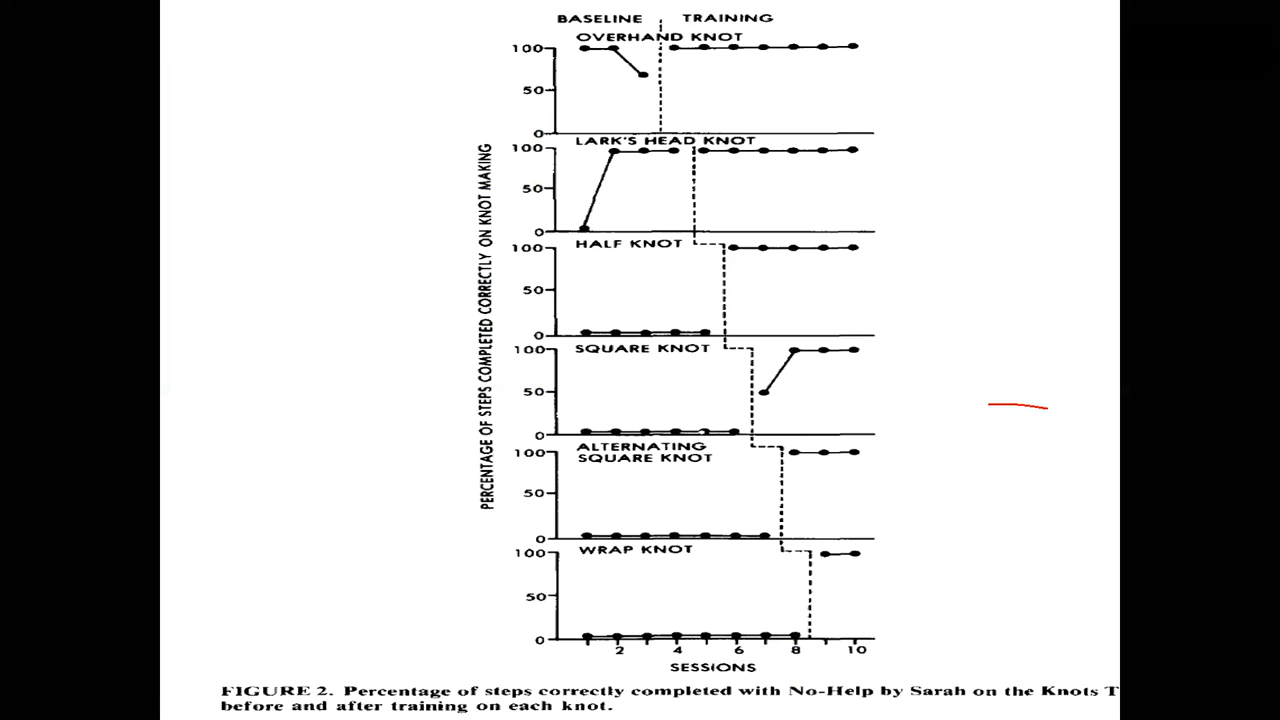 BASELINE TRAINING
OVERHAND KNOT
100
50
0
LARK'S HEAD KNOT
100
50
0
HALF KNOT
100
50
0
SQUARE KNOT
100
50
0
ALTERNATING
SQUARE KNOT
100
50
0
WRAP KNOT
100
50
0
2 4 6 8 10
SESSIONS
PERCENTAGE OF STEPS COMPLETED CORRECTLY ON KNOT MAKING
FIGURE 2. Percentage of steps correctly completed with No-Help by Sarah on the Knots T
before and after training on each knot.